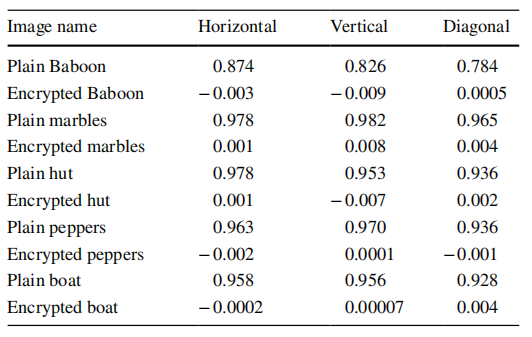 Image name Horizontal Vertical Diagonal
Plain Baboon 0.874 0.826 0.784
Encrypted Baboon −0.003 −0.009 0.0005
Plain marbles 0.978 0.982 0.965
Encrypted marbles 0.001 0.008 0.004
Plain hut 0.978 0.953 0.936
Encrypted hut 0.001 −0.007 0.002
Plain peppers 0.963 0.970 0.936
Encrypted peppers −0.002 0.0001 −0.001
Plain boat 0.958 0.956 0.928
Encrypted boat −0.0002 0.00007 0.004